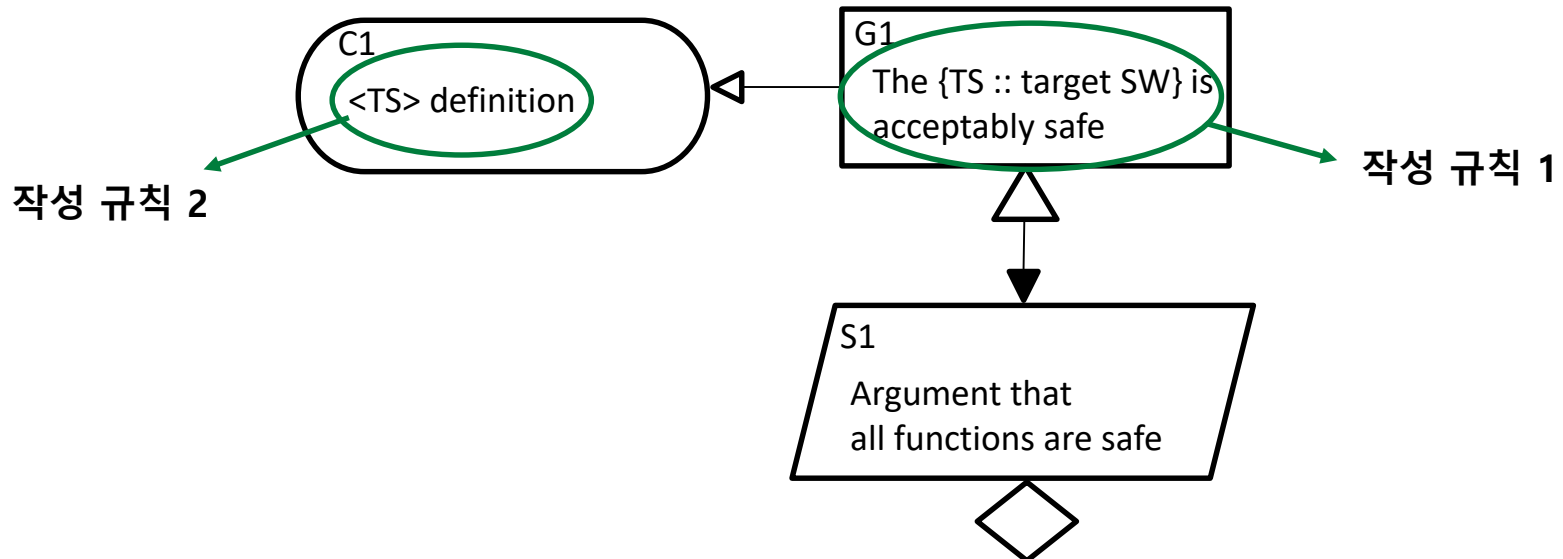 C1
<TS> definition
G1
The {TS :: target SW} is
acceptably safe
작성 규칙 1
작성 규칙 2
S1
Argument that
all functions are safe